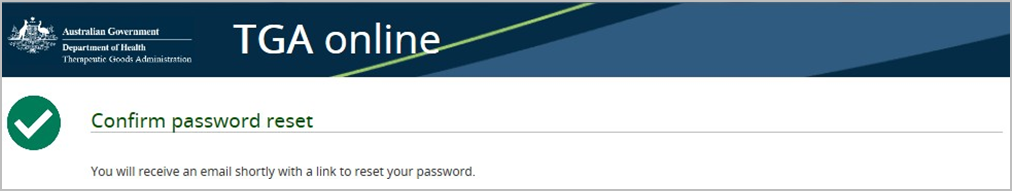 Australian Government
Department of Health
Therapeutic Goods Administration
TGA online
Confirm password reset
You will receive an email shortly with a link to reset your password.